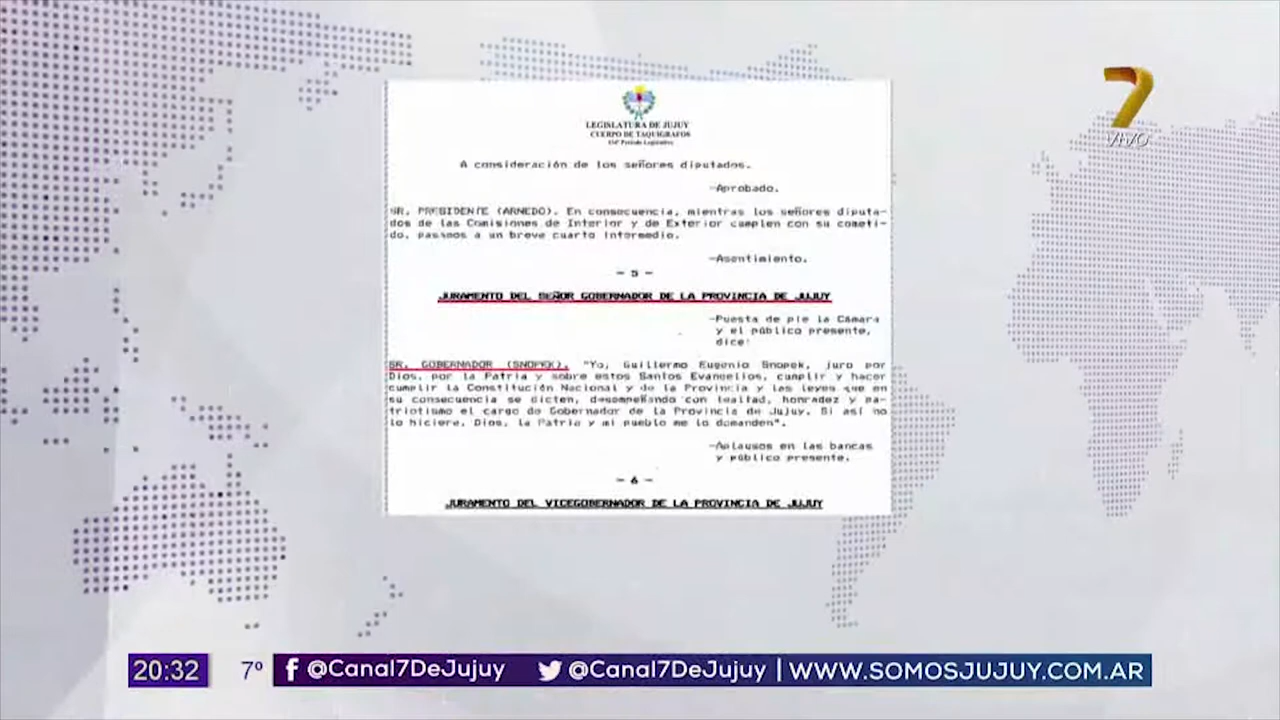 LEGISLATURA DE JUJUY
CUERPO DE TAQUIGRAFOS
Período Legislativo
7
VIVO
A consideración de los señores diputados.
-Aprobado.
SR. PRESIDENTE (ARNEDO). En consecuencia, mientras los señores diputa-
dos de las Comisiones de Interior y de Exterior cumplen con su cometi-
do, pasamos a un breve cuarto intermedio.
-Asentimiento.
- 5 -
JURAMENTO DEL SEÑOR GOBERNADOR DE LA PROVINCIA DE JUJUY
-Puesta de pie la Cámara
y el público presente,
dice:
SR. GOBERNADOR (SNOPEK). "Yo, Guillermo Eugenio Snopek, juro por
Dios, por la Patria y sobre estos Santos Evangelios, cumplir y hacer
cumplir la Constitución Nacional y de la Provincia y las leyes que en
su consecuencia se dicten, desempeñando con lealtad, honradez y pa-
triotismo el cargo de Gobernador de la Provincia de Jujuy. Si así no
lo hiciere, Dios, la Patria y mi pueblo me lo demanden".
-Aplausos en las bancas
y público presente.
- 6 -
JURAMENTO DEL VICEGOBERNADOR DE LA PROVINCIA DE JUJUY
20:32 7º @Canal7DeJujuy @Canal7DeJujuy | WWW.SOMOSJUJUY.COM.AR